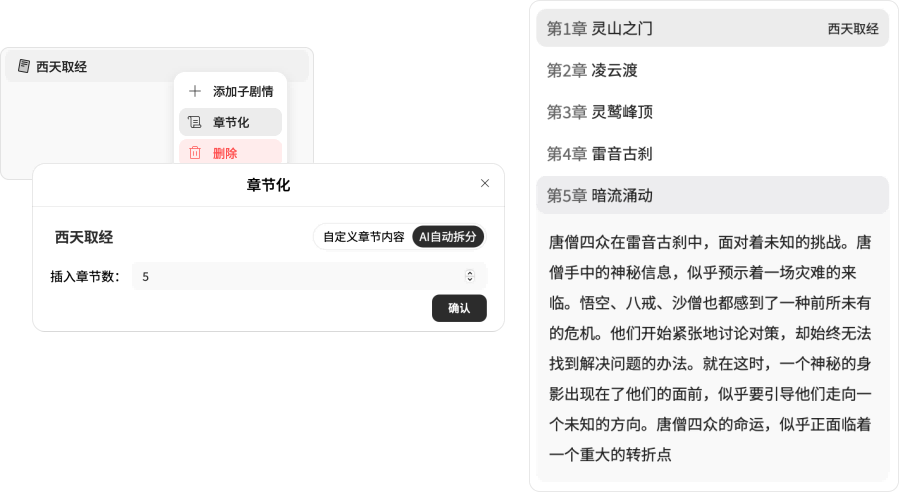 西天取经
添加子剧情
章节化
删除
章节化
西天取经
自定义章节内容 AI自动拆分
插入章节数： 5
确认
第1章 灵山之门 西天取经
第2章 凌云渡
第3章 灵鹫峰顶
第4章 雷音古刹
第5章 暗流涌动
唐僧四众在雷音古刹中，面对着未知的挑战。唐
僧手中的神秘信息，似乎预示着一场灾难的来
临。悟空、八戒、沙僧也都感到了一种前所未有
的危机。他们开始紧张地讨论对策，却始终无法
找到解决问题的办法。就在这时，一个神秘的身
影出现在了他们的面前，似乎要引导他们走向一
个未知的方向。唐僧四众的命运，似乎正面临着
一个重大的转折点